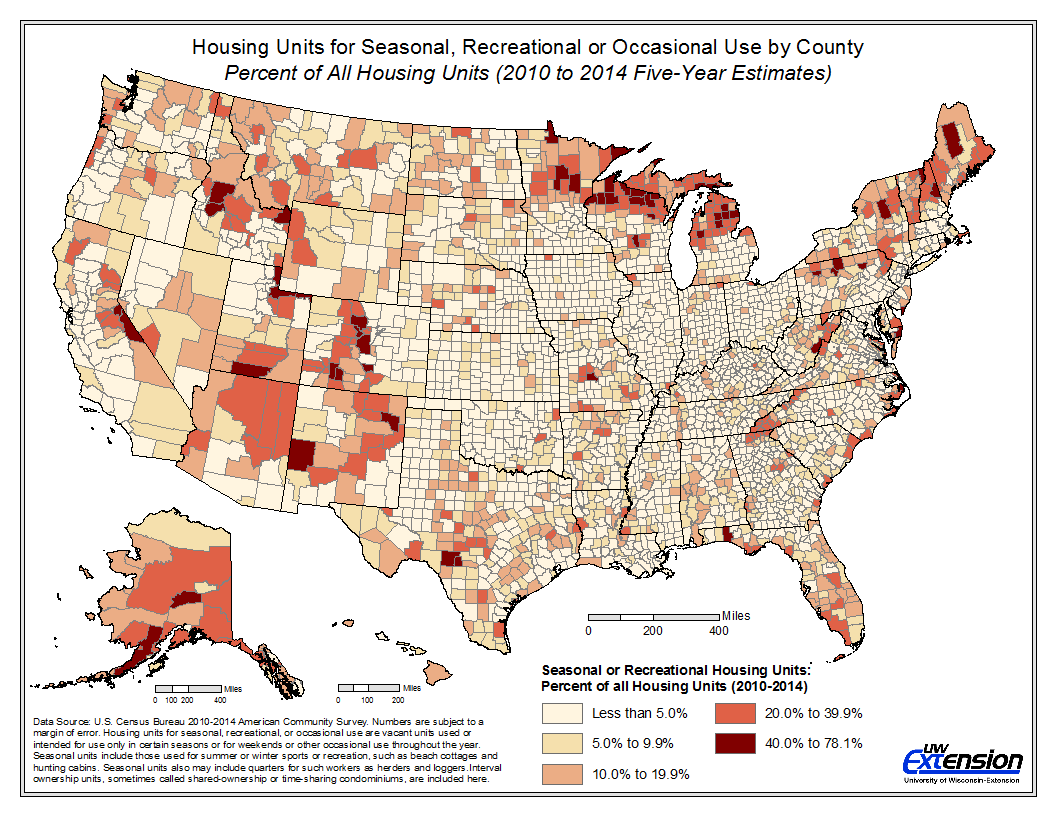 Housing Units for Seasonal, Recreational or Occasional Use by County
Percent of All Housing Units (2010 to 2014 Five-Year Estimates)
Miles
0 200 400
Miles
0 100 200 400
Miles
0 100 200
Seasonal or Recreational Housing Units:
Percent of all Housing Units (2010-2014)
Less than 5.0%
5.0% to 9.9%
10.0% to 19.9%
20.0% to 39.9%
40.0% to 78.1%
Data Source: U.S. Census Bureau 2010-2014 American Community Survey. Numbers are subject to a
margin of error. Housing units for seasonal, recreational, or occasional use are vacant units used or
intended for use only in certain seasons or for weekends or other occasional use throughout the year.
Seasonal units include those used for summer or winter sports or recreation, such as beach cottages and
hunting cabins. Seasonal units also may include quarters for such workers as herders and loggers.Interval
ownership units, sometimes called shared-ownership or time-sharing condominiums, are included here.
UW
Extension
University of Wisconsin-Extension